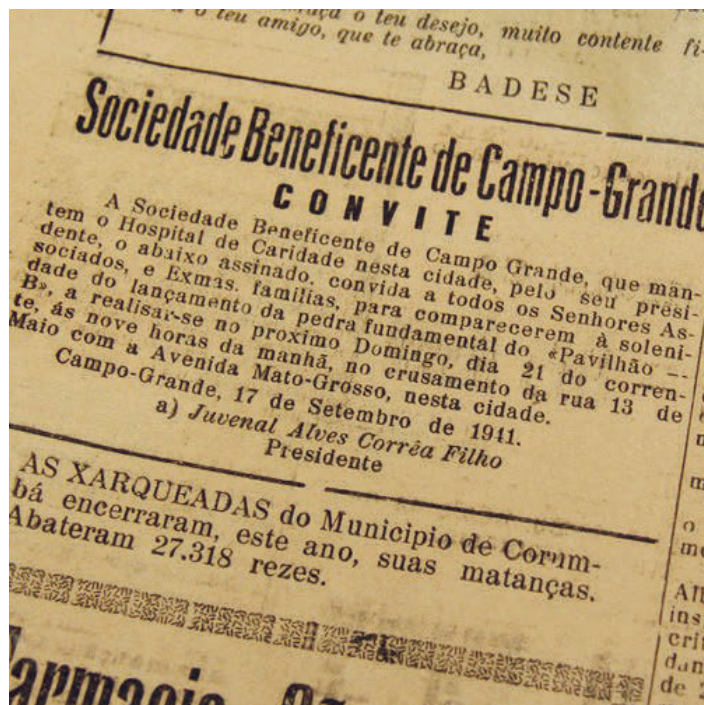 o teu desejo, muito contente fi-
o teu amigo, que te abraça,
BADESE
Sociedade Beneficente de Campo-Grande
CONVITE
A Sociedade Beneficente de Campo Grande, que man-
tem o Hospital de Caridade nesta cidade, pelo seu presi-
dente, o abaixo assinado, convida a todos os Senhores As-
sociados, e Exmas. familias, para comparecerem à soleni-
dade do lançamento da pedra fundamental do «Pavilhão —
B», a realisar-se no proximo Domingo, dia 21 do corren-
te, ás nove horas da manhã, no crusamento da rua 13 de
Maio com a Avenida Mato-Grosso, nesta cidade.
Campo-Grande, 17 de Setembro de 1941.
a) Juvenal Alves Corrêa Filho
Presidente
AS XARQUEADAS do Municipio de Corum-
bá encerraram, este ano, suas matanças.
Abateram 27.318 rezes.